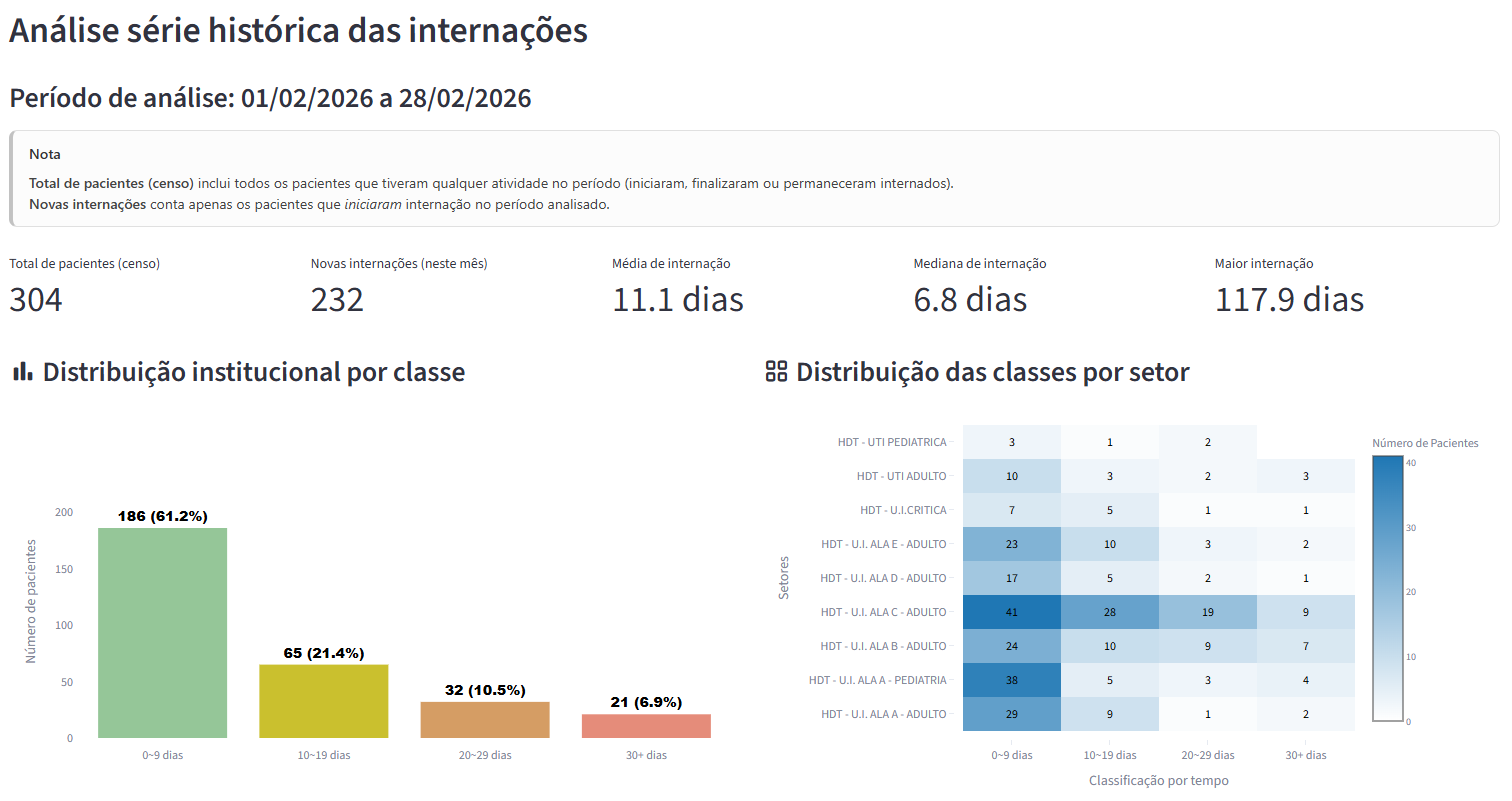 Análise série histórica das internações
Período de análise: 01/02/2026 a 28/02/2026
Nota
Total de pacientes (censo) inclui todos os pacientes que tiveram qualquer atividade no período (iniciaram, finalizaram ou permaneceram internados).
Novas internações conta apenas os pacientes que iniciaram internação no período analisado.
Total de pacientes (censo)
304
Novas internações (neste mês)
232
Média de internação
11.1 dias
Mediana de internação
6.8 dias
Maior internação
117.9 dias
Distribuição institucional por classe
Número de pacientes
200
150
100
50
0
186 (61.2%)
65 (21.4%)
32 (10.5%)
21 (6.9%)
0~9 dias
10~19 dias
20~29 dias
30+ dias
Distribuição das classes por setor
Setores
HDT - UTI PEDIATRICA 3 1 2
HDT - UTI ADULTO 10 3 2 3
HDT - U.I.CRITICA 7 5 1 1
HDT - U.I. ALA E - ADULTO 23 10 3 2
HDT - U.I. ALA D - ADULTO 17 5 2 1
HDT - U.I. ALA C - ADULTO 41 28 19 9
HDT - U.I. ALA B - ADULTO 24 10 9 7
HDT - U.I. ALA A - PEDIATRIA 38 5 3 4
HDT - U.I. ALA A - ADULTO 29 9 1 2
0~9 dias
10~19 dias
20~29 dias
30+ dias
Classificação por tempo
Número de Pacientes
40
30
20
10
0